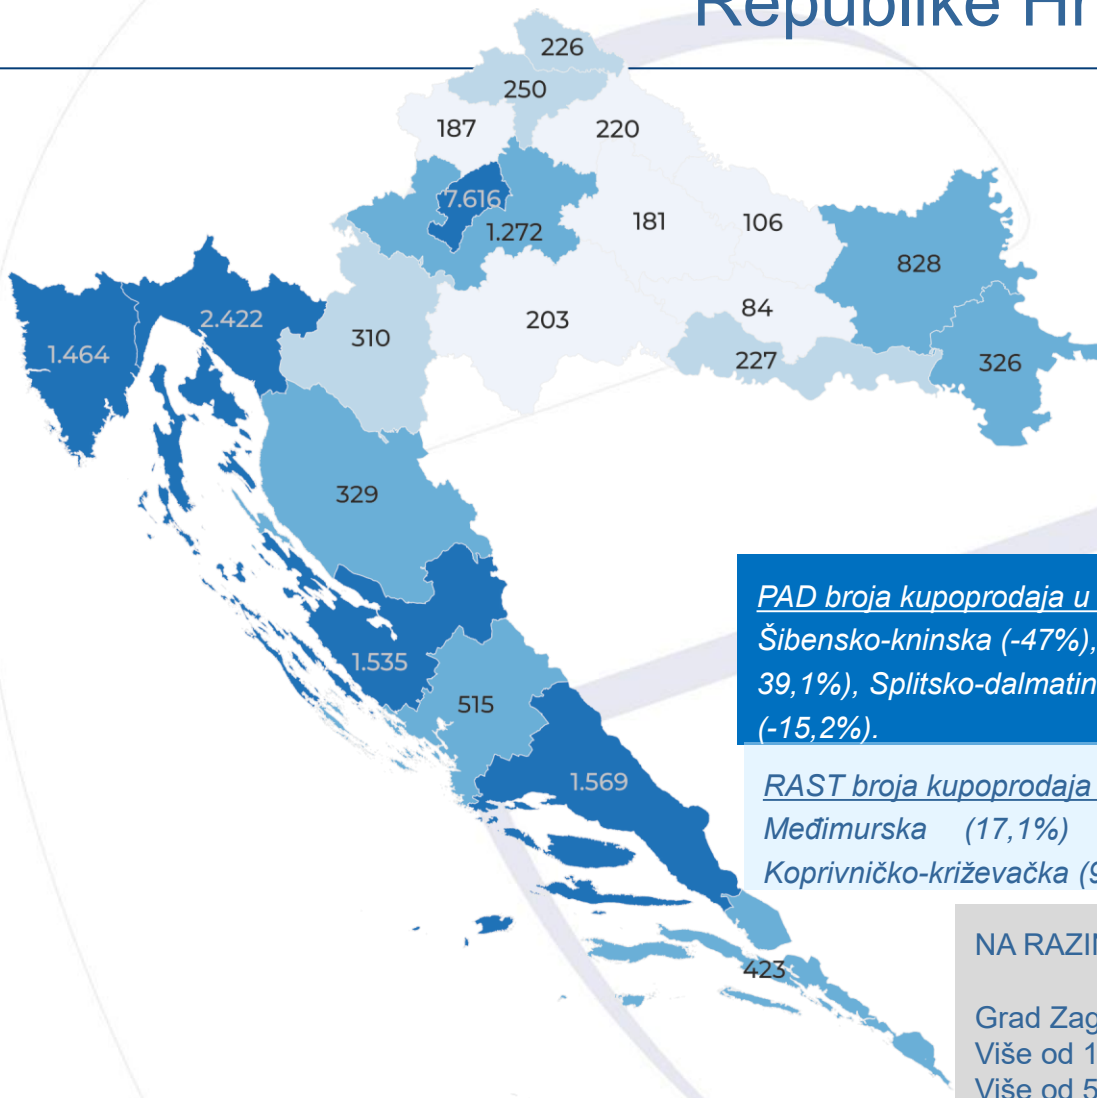 Republike Hr
226
250
187
220
7.616
1.272
181
106
828
2.422
1.464
310
203
84
227
326
329
1.535
515
1.569
423
PAD broja kupoprodaja u
Šibensko-kninska (-47%),
39,1%), Splitsko-dalmatin
(-15,2%).
RAST broja kupoprodaja
Međimurska (17,1%)
Koprivničko-križevačka (9
NA RAZI
Grad Zag
Više od 1
Više od 5